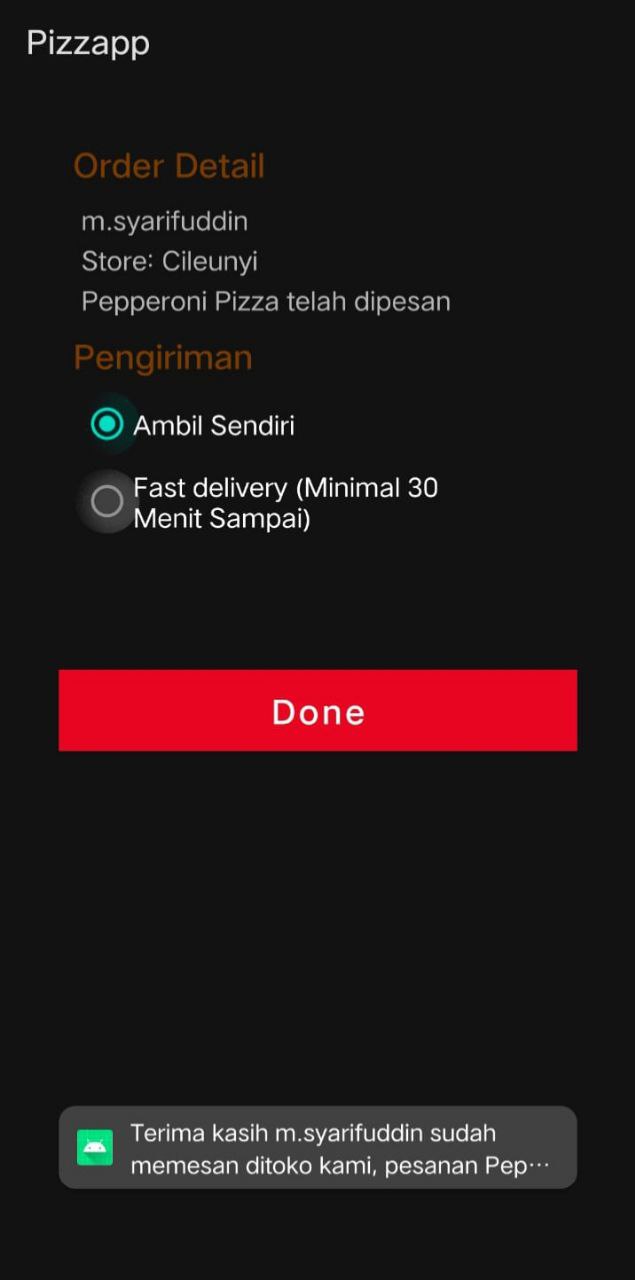 Pizzapp
Order Detail
m.syarifuddin
Store: Cileunyi
Pepperoni Pizza telah dipesan
Pengiriman
Ambil Sendiri
Fast delivery (Minimal 30
Menit Sampai)
Done
Terima kasih m.syarifuddin sudah
memesan ditoko kami, pesanan Pep...